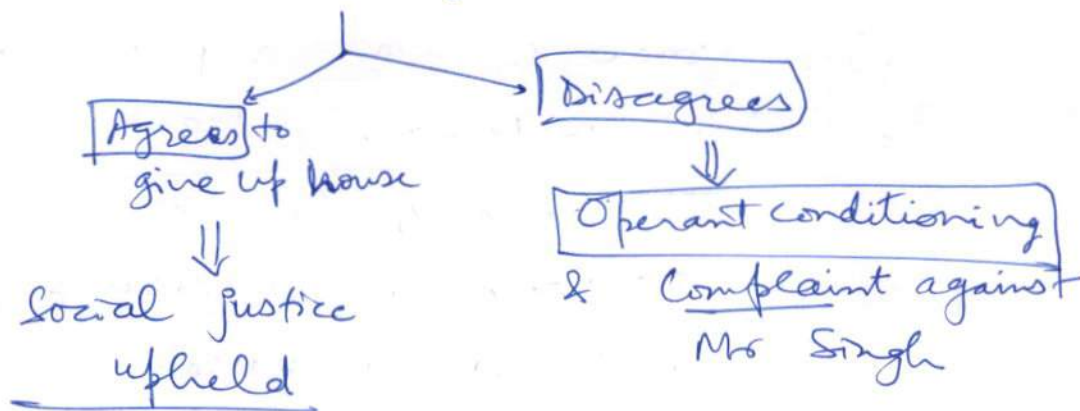 Agrees to
give up house
Social justice
upheld
Disagrees
Operant conditioning
& Complaint against
Mr Singh